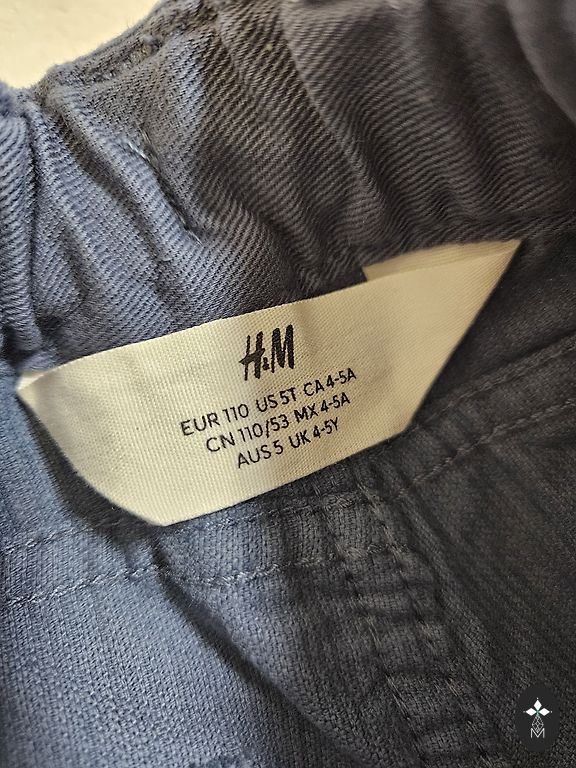 H&M
EUR 110 US 5T CA 4-5A
CN 110/53 MX 4-5A
AUS 5 UK 4-5Y
M